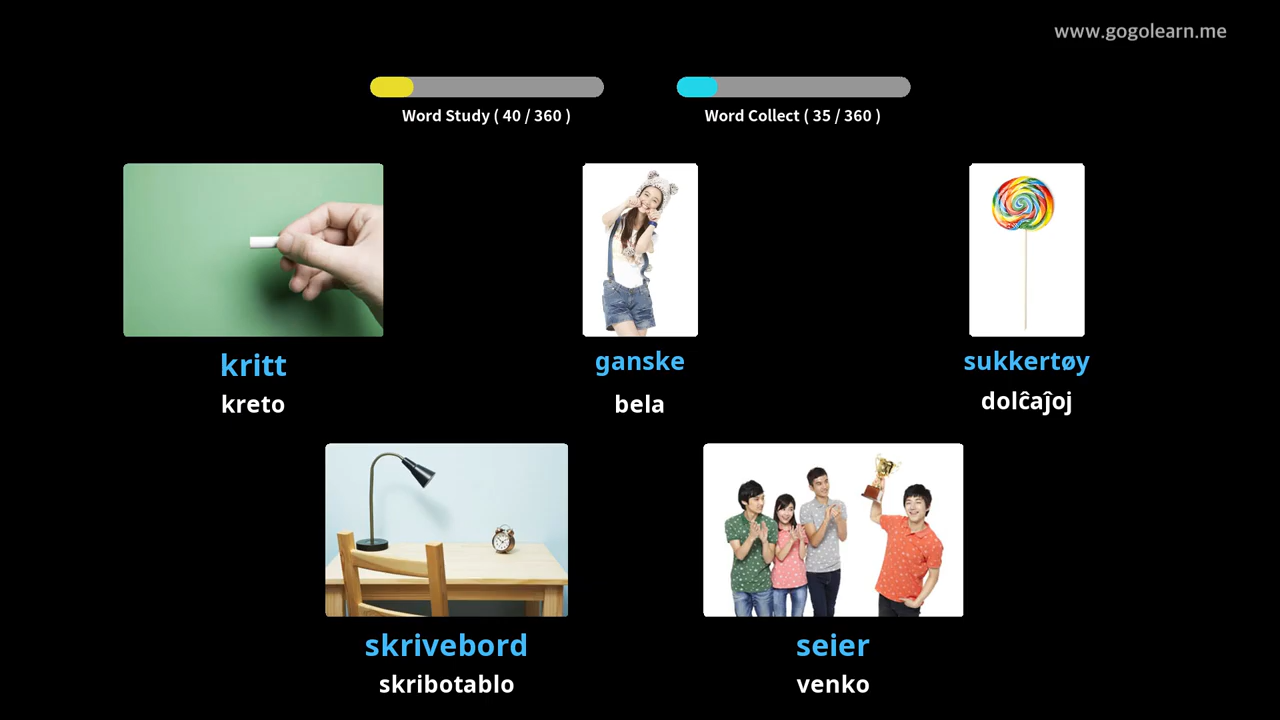 www.gogolearn.me
Word Study ( 40 / 360 )
Word Collect ( 35 / 360 )
kritt
ganske
sukkertøy
kreto
bela
dolĉaĵoj
skrivebord
seier
skribotablo
venko